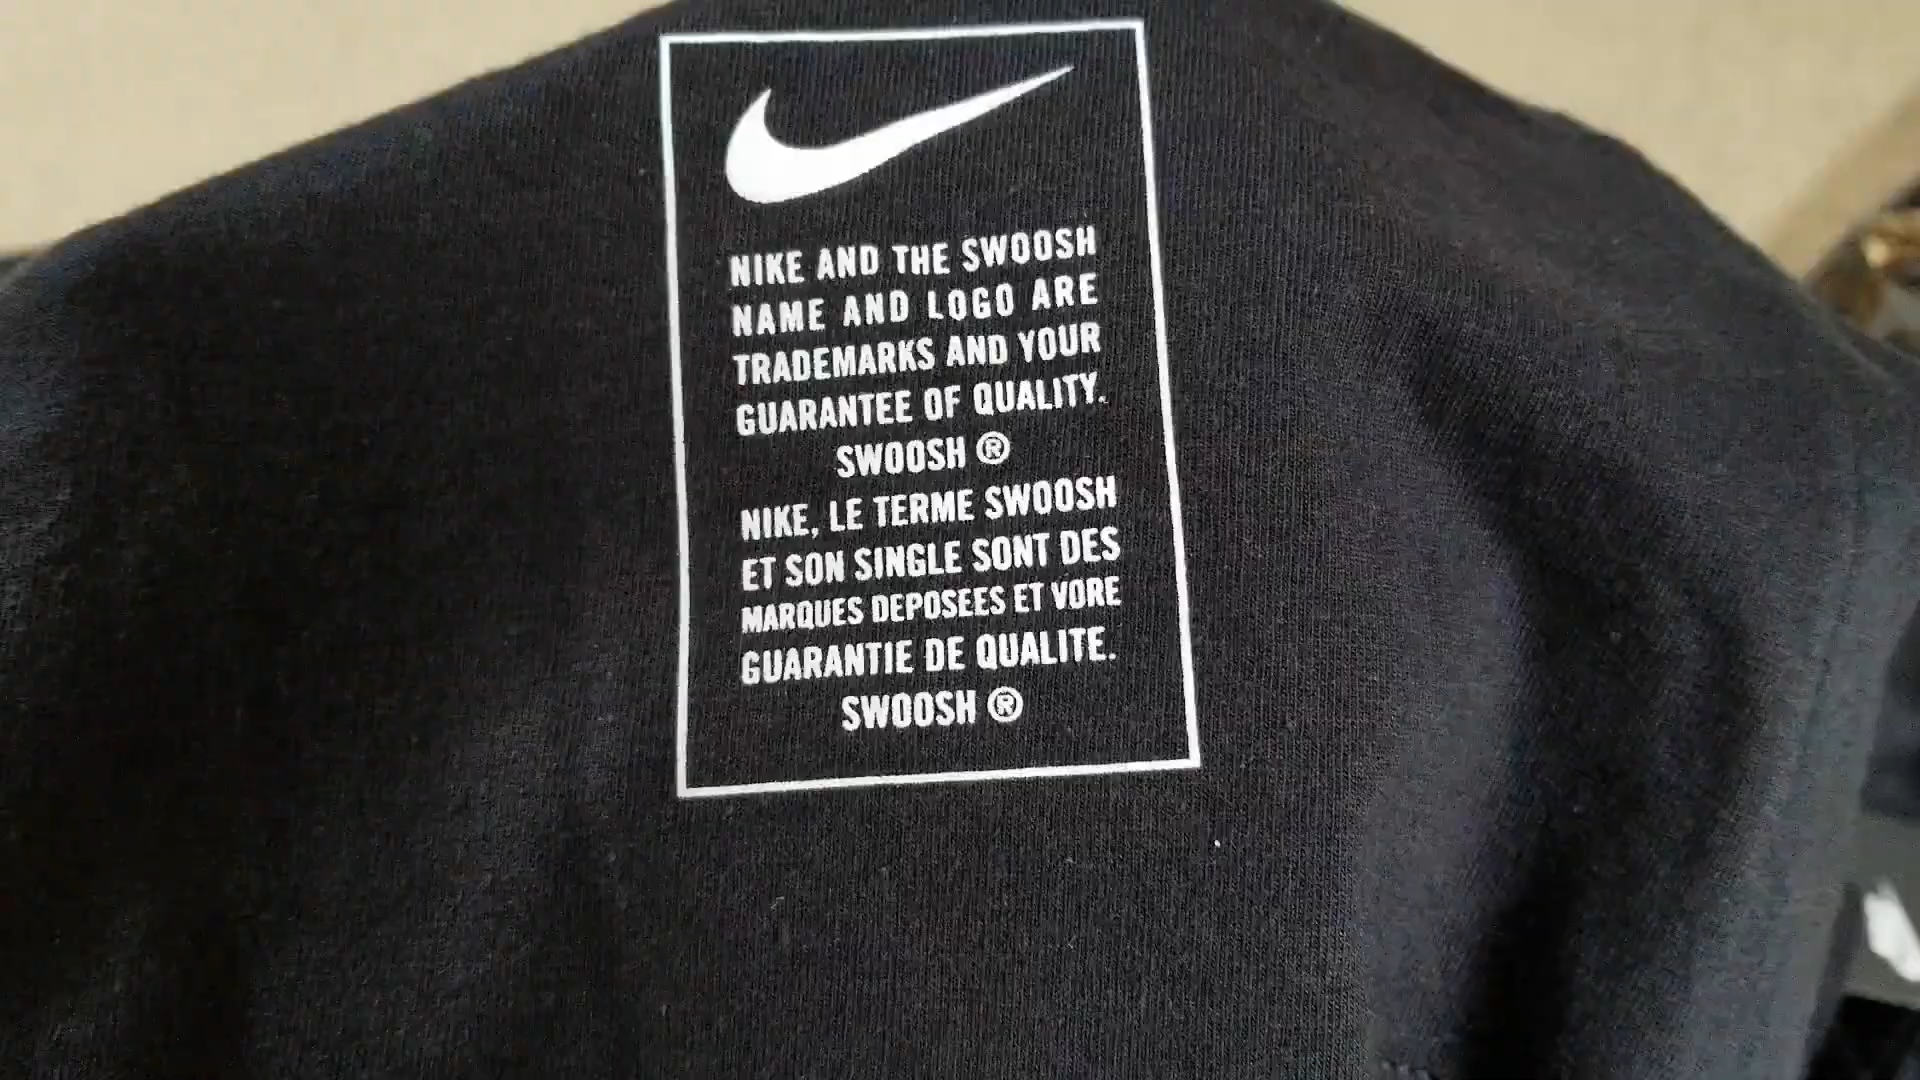 NIKE AND THE SWOOSH
NAME AND LOGO ARE
TRADEMARKS AND YOUR
GUARANTEE OF QUALITY.
SWOOSH ®
NIKE, LE TERME SWOOSH
ET SON SINGLE SONT DES
MARQUES DEPOSEES ET VORE
GUARANTIE DE QUALITE.
SWOOSH ®